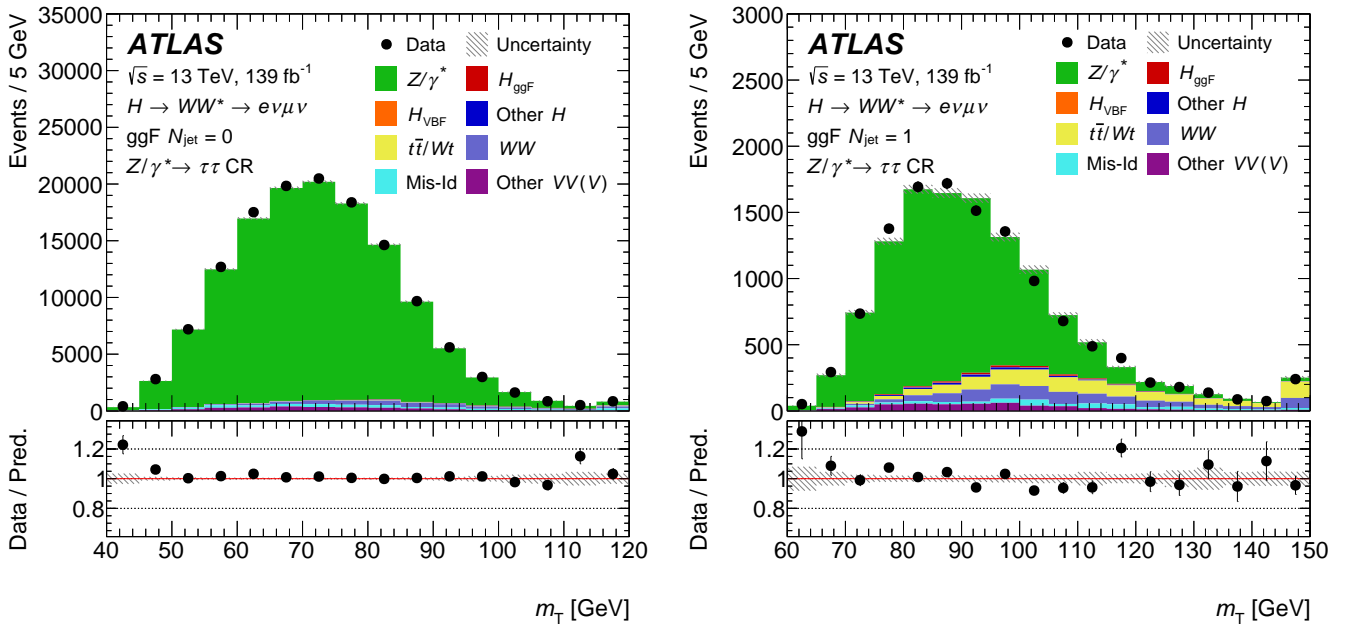 Events / 5 GeV
35000
30000
25000
20000
15000
10000
5000
0
ATLAS
√s = 13 TeV, 139 fb⁻¹
H → WW* → eνμν
ggF N_jet = 0
Z/γ* → ττ CR
Data
Uncertainty
Z/γ*
H_ggF
H_VBF
Other H
tt̄/Wt
WW
Mis-Id
Other VV(V)
Data / Pred.
1.2
1
0.8
40 50 60 70 80 90 100 110 120
m_T [GeV]
Events / 5 GeV
3000
2500
2000
1500
1000
500
0
ATLAS
√s = 13 TeV, 139 fb⁻¹
H → WW* → eνμν
ggF N_jet = 1
Z/γ* → ττ CR
Data
Uncertainty
Z/γ*
H_ggF
H_VBF
Other H
tt̄/Wt
WW
Mis-Id
Other VV(V)
Data / Pred.
1.2
1
0.8
60 70 80 90 100 110 120 130 140 150
m_T [GeV]